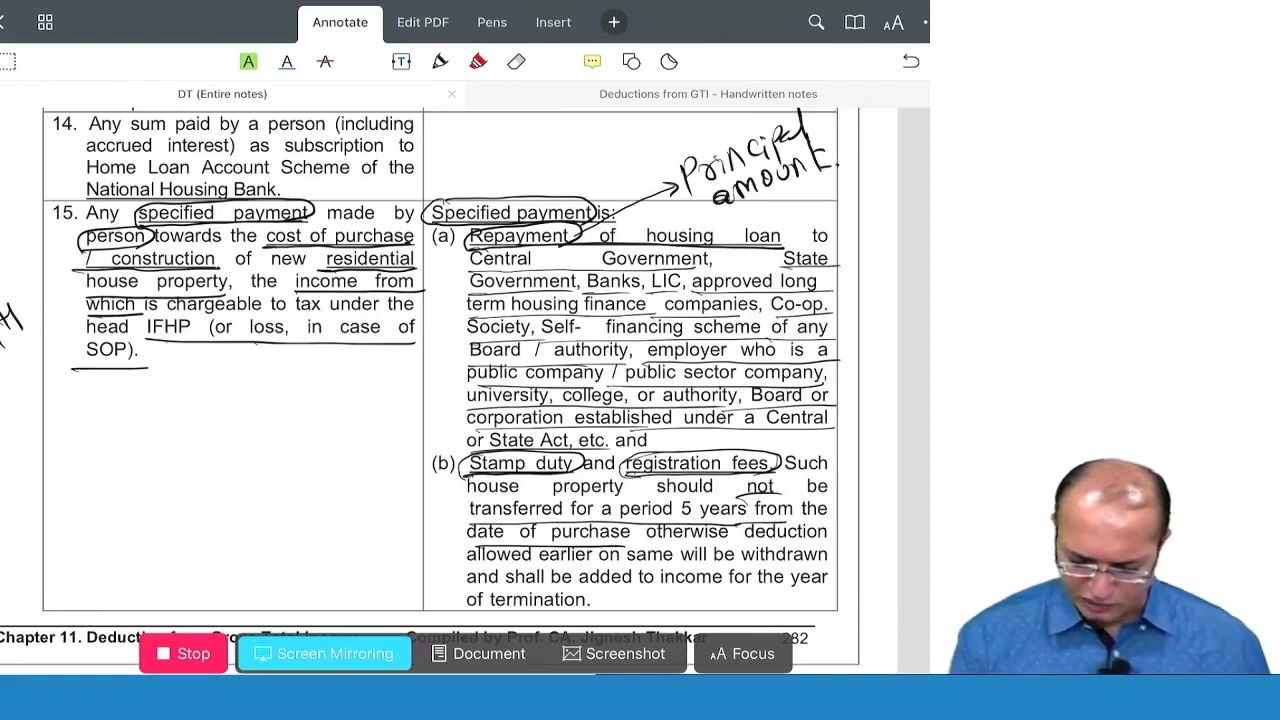 Annotate
Edit PDF
Pens
Insert
DT (Entire notes)
Deductions from GTI - Handwritten notes
14. Any sum paid by a person (including
accrued interest) as subscription to
Home Loan Account Scheme of the
National Housing Bank.
Principal
amount.
15. Any specified payment made by
person towards the cost of purchase
/ construction of new residential
house property, the income from
which is chargeable to tax under the
head IFHP (or loss, in case of
SOP).
Specified payment is:
(a) Repayment of housing loan to
Central Government, State
Government, Banks, LIC, approved long
term housing finance companies, Co-op.
Society, Self- financing scheme of any
Board / authority, employer who is a
public company / public sector company,
university, college, or authority, Board or
corporation established under a Central
or State Act, etc. and
(b) Stamp duty and registration fees. Such
house property should not be
transferred for a period 5 years from the
date of purchase otherwise deduction
allowed earlier on same will be withdrawn
and shall be added to income for the year
of termination.
Chapter 11. Compiled by Prof. CA. Jignesh Thakkar 282
Stop
Screen Mirroring
Document
Screenshot
AA Focus